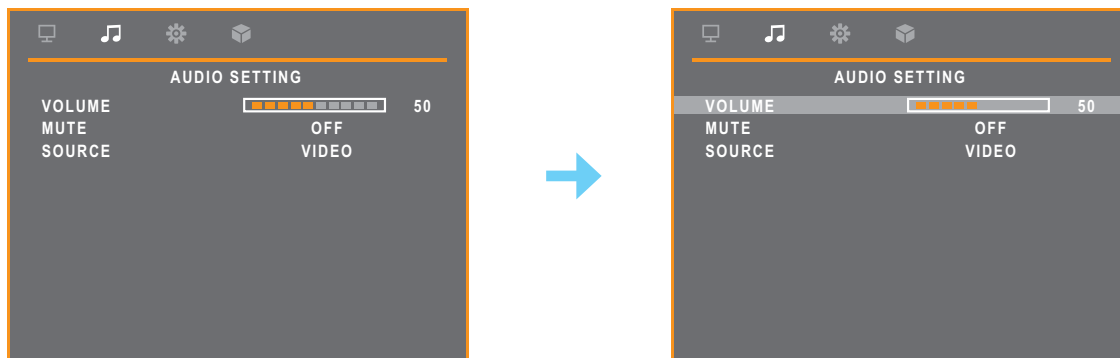 AUDIO SETTING
VOLUME 50
MUTE OFF
SOURCE VIDEO
AUDIO SETTING
VOLUME 50
MUTE OFF
SOURCE VIDEO